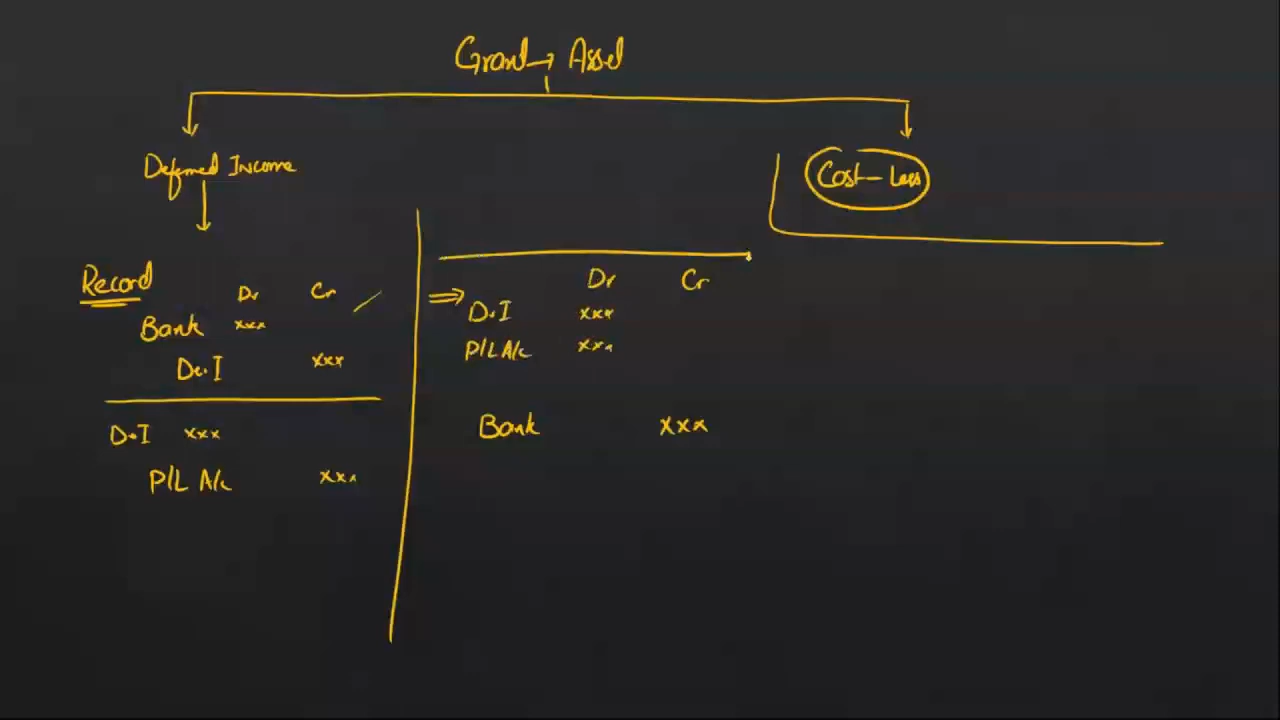 Grant → Asset
Deferred Income
Cost - Less
Record
Dr Cr
Bank xxx
De.I xxx
D.I xxx
P/L A/c xxx
Dr Cr
⇒ D.I xxx
P/L A/c xxx
Bank xxx